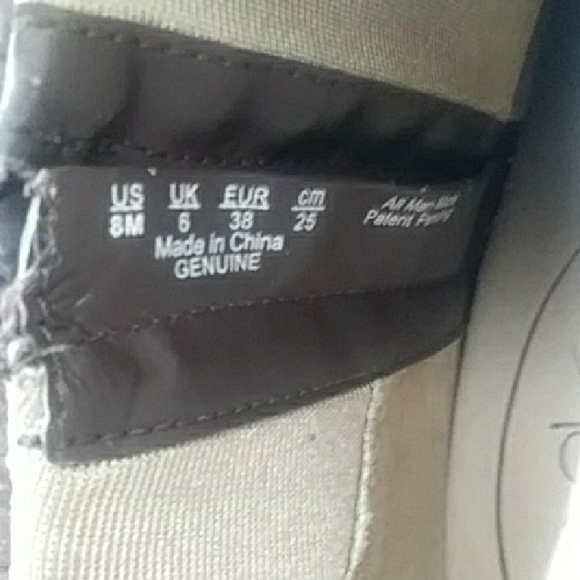 US UK EUR cm
8M 6 38 25
Made in China
GENUINE
All Man Made
Patent Pending